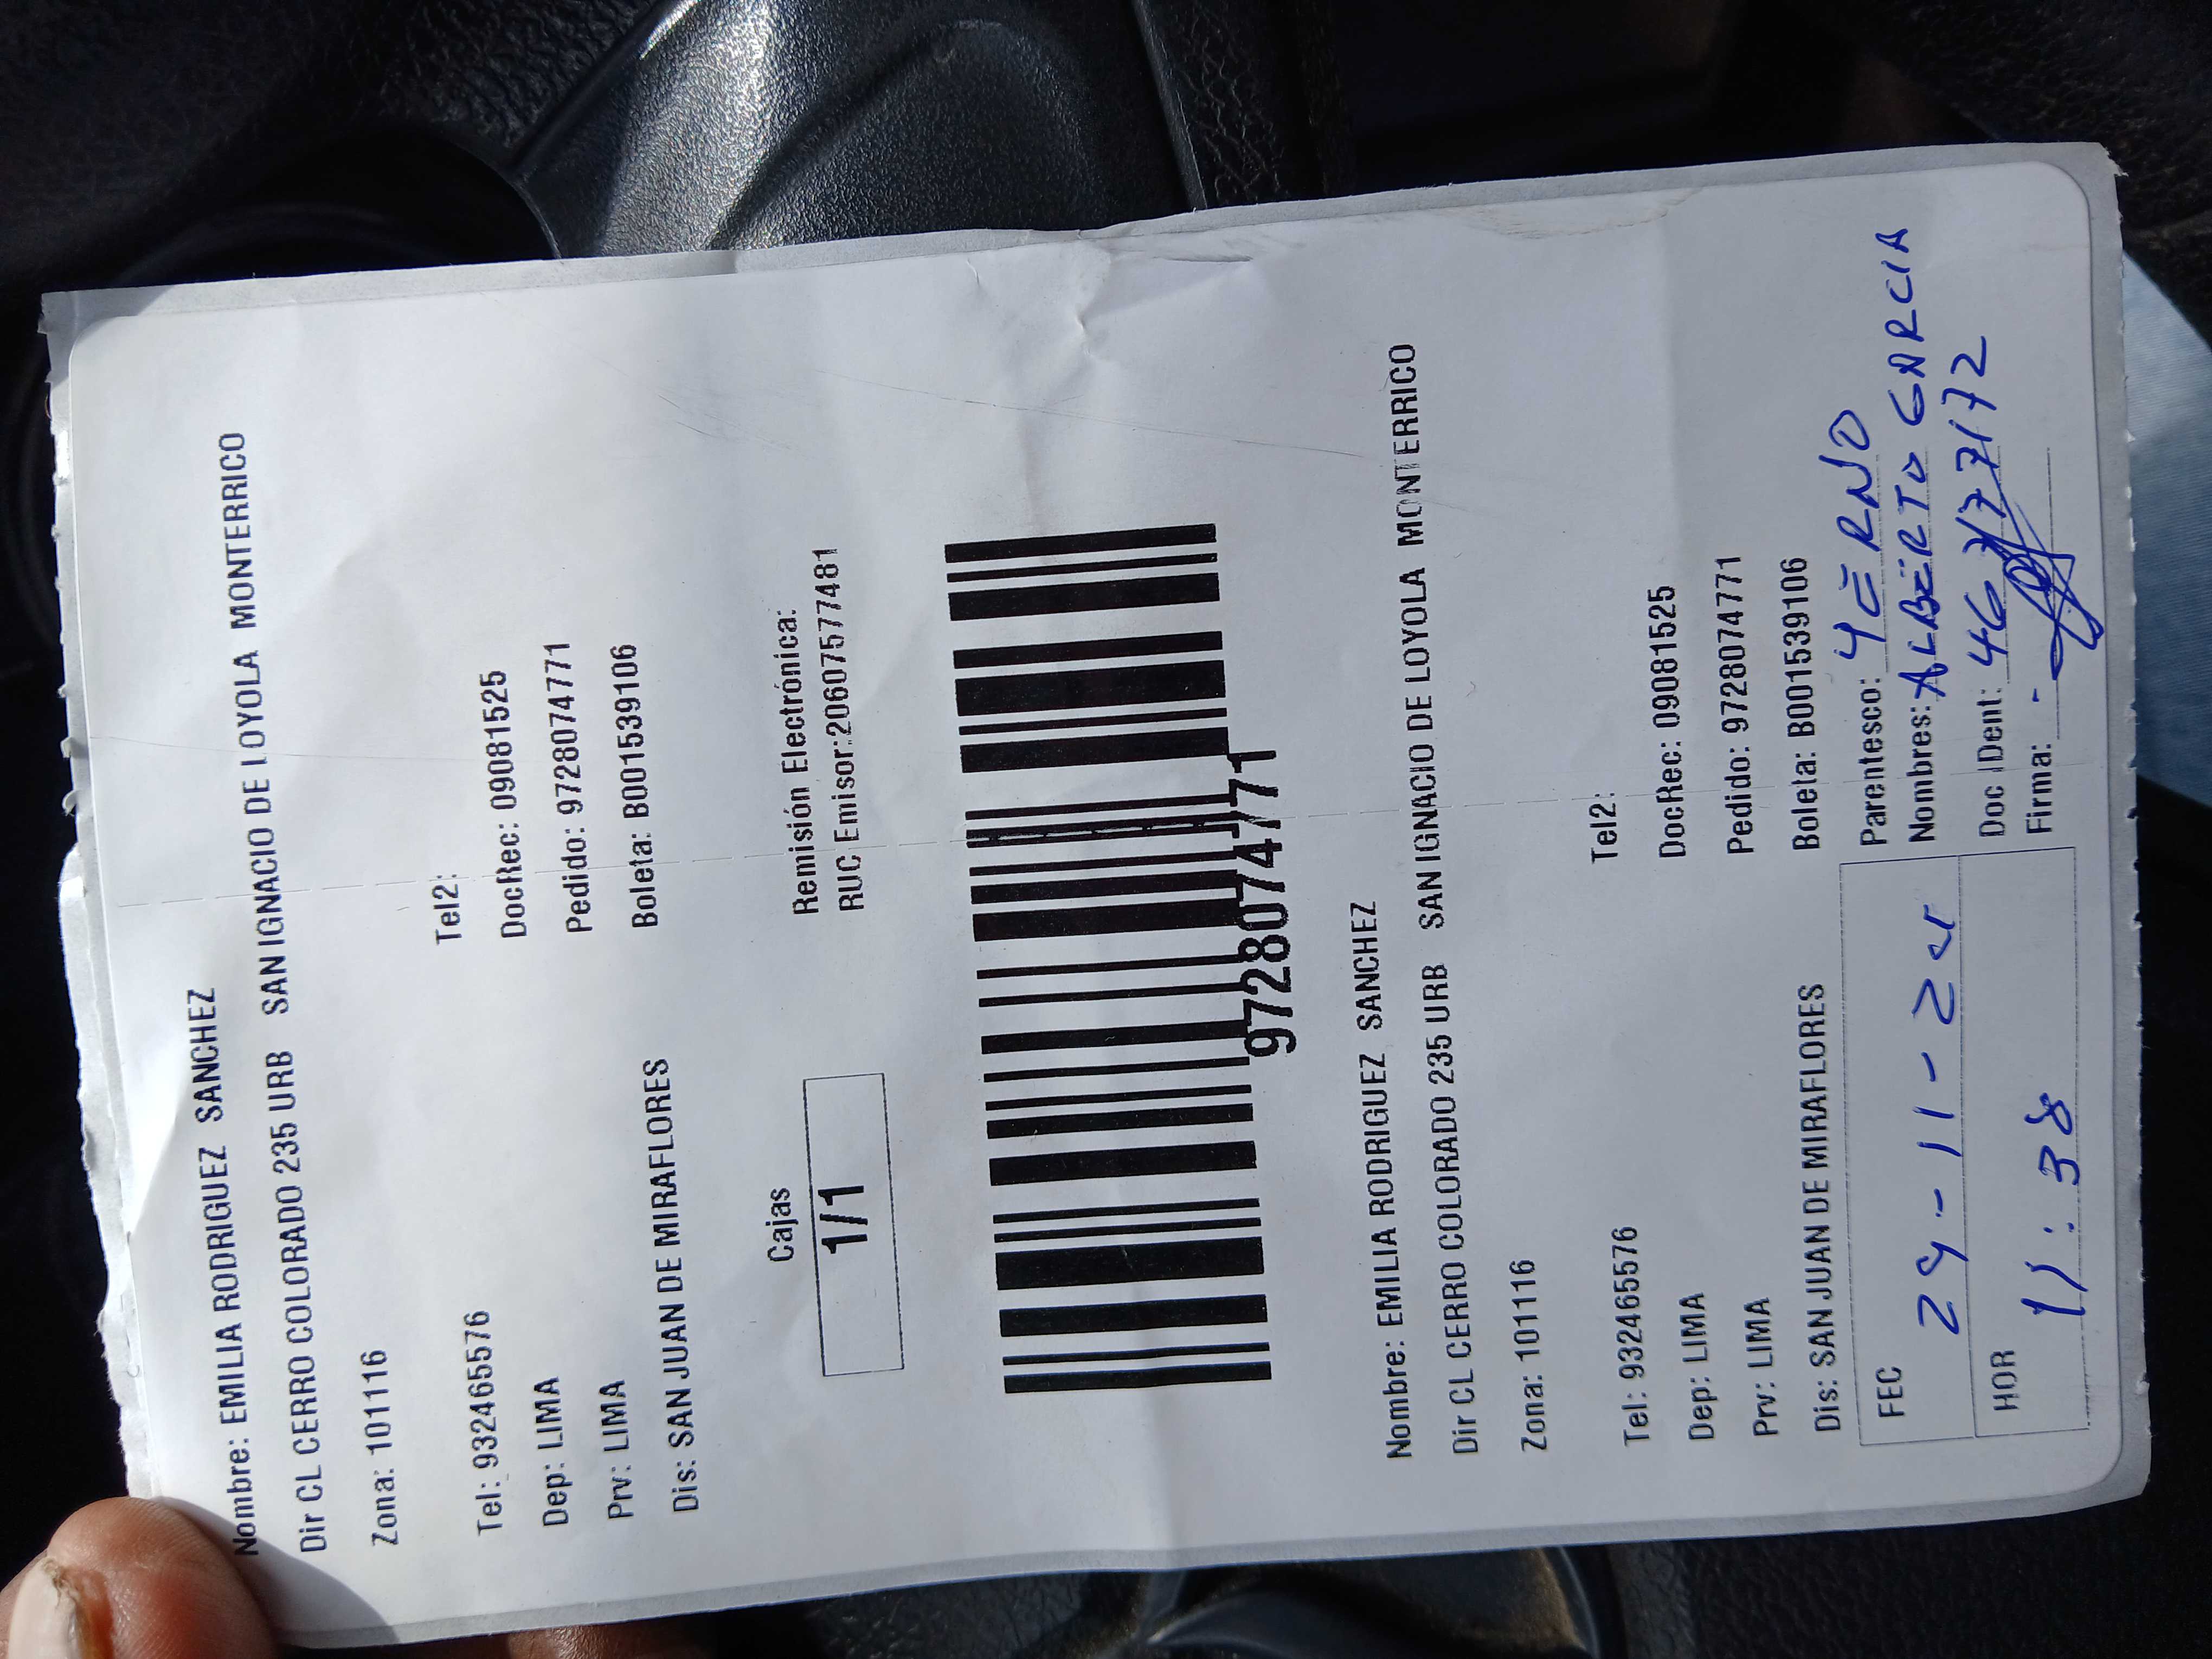 Nombre: EMILIA RODRIGUEZ SANCHEZ
Dir CL CERRO COLORADO 235 URB SAN IGNACIO DE LOYOLA MONTERRICO
Zona: 101116
Tel: 932465576 Tel2:
Dep: LIMA DocRec: 09081525
Prv: LIMA Pedido: 9728074771
Dis: SAN JUAN DE MIRAFLORES Boleta: B001539106
Cajas Remisión Electrónica:
1/1 RUC Emisor:20607577481
9728074771
Nombre: EMILIA RODRIGUEZ SANCHEZ
Dir CL CERRO COLORADO 235 URB SAN IGNACIO DE LOYOLA MONTERRICO
Zona: 101116
Tel: 932465576 Tel2:
Dep: LIMA DocRec: 09081525
Prv: LIMA Pedido: 9728074771
Dis: SAN JUAN DE MIRAFLORES Boleta: B001539106
FEC 29-11-24 Parentesco: YERNO
Nombres: ALBERTO GARCIA
HOR 11:38 Doc Ident:
Firma: